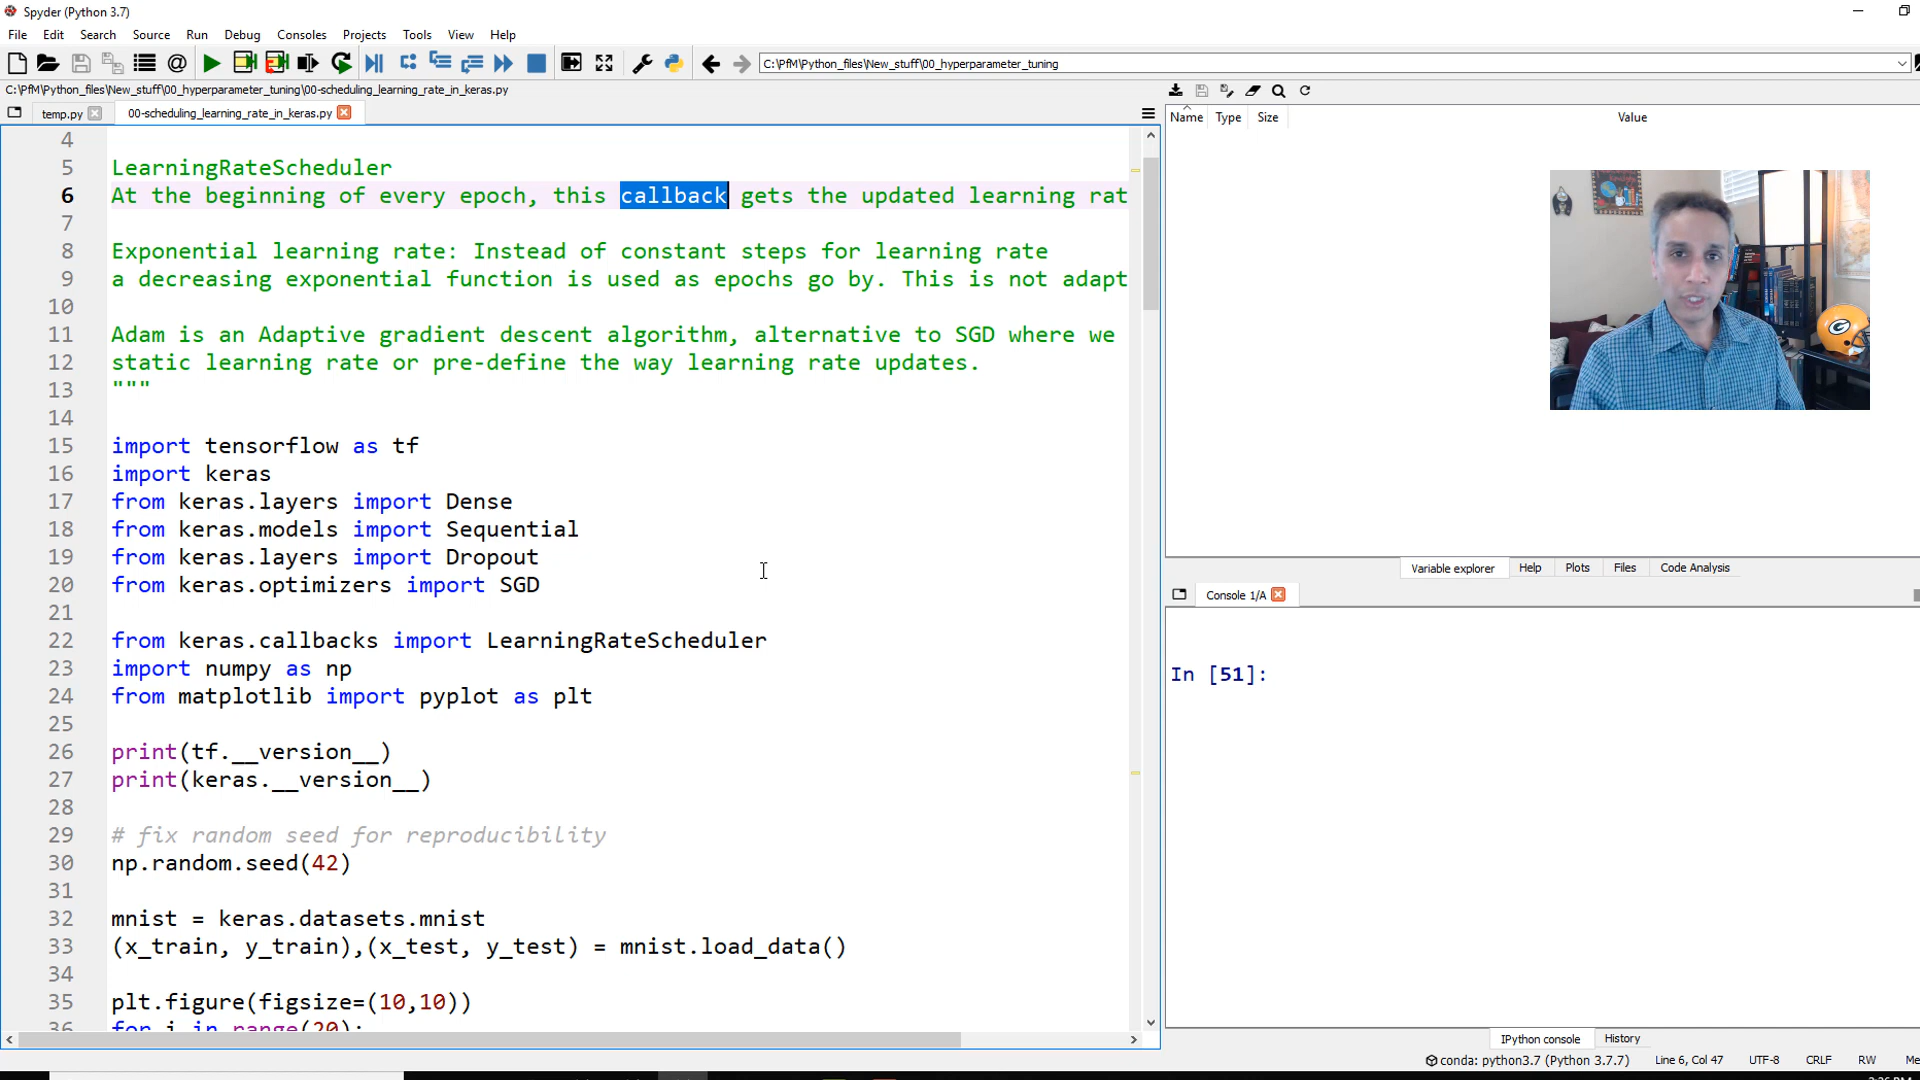 Spyder (Python 3.7)
File Edit Search Source Run Debug Consoles Projects Tools View Help
C:\PfM\Python_files\New_stuff\00_hyperparameter_tuning
C:\PfM\Python_files\New_stuff\00_hyperparameter_tuning\00-scheduling_learning_rate_in_keras.py
temp.py 00-scheduling_learning_rate_in_keras.py
4
5 LearningRateScheduler
6 At the beginning of every epoch, this callback gets the updated learning rat
7
8 Exponential learning rate: Instead of constant steps for learning rate
9 a decreasing exponential function is used as epochs go by. This is not adapt
10
11 Adam is an Adaptive gradient descent algorithm, alternative to SGD where we
12 static learning rate or pre-define the way learning rate updates.
13 """
14
15 import tensorflow as tf
16 import keras
17 from keras.layers import Dense
18 from keras.models import Sequential
19 from keras.layers import Dropout
20 from keras.optimizers import SGD
21
22 from keras.callbacks import LearningRateScheduler
23 import numpy as np
24 from matplotlib import pyplot as plt
25
26 print(tf.__version__)
27 print(keras.__version__)
28
29 # fix random seed for reproducibility
30 np.random.seed(42)
31
32 mnist = keras.datasets.mnist
33 (x_train, y_train),(x_test, y_test) = mnist.load_data()
34
35 plt.figure(figsize=(10,10))
36 for i in range(20):
Name Type Size Value
Variable explorer Help Plots Files Code Analysis
Console 1/A
In [51]:
IPython console History
conda: python3.7 (Python 3.7.7) Line 6, Col 47 UTF-8 CRLF RW Me